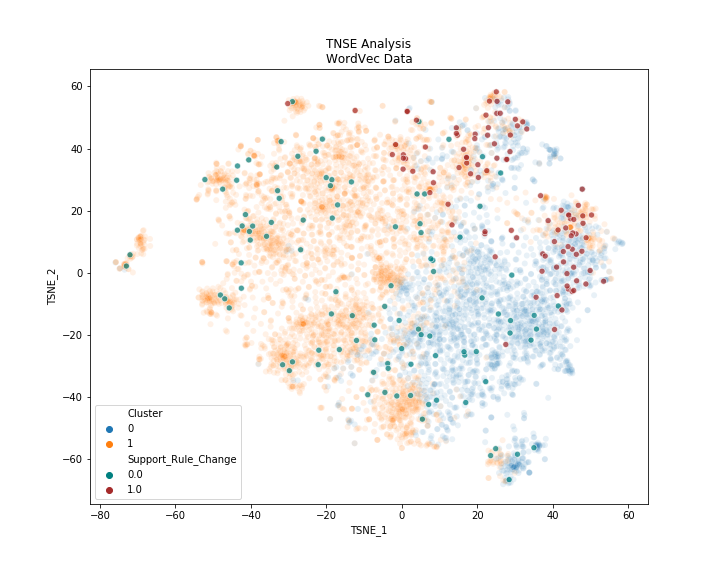 TNSE Analysis
WordVec Data
TSNE_2
60
40
20
0
−20
−40
−60
Cluster
0
1
Support_Rule_Change
0.0
1.0
−80 −60 −40 −20 0 20 40 60
TSNE_1